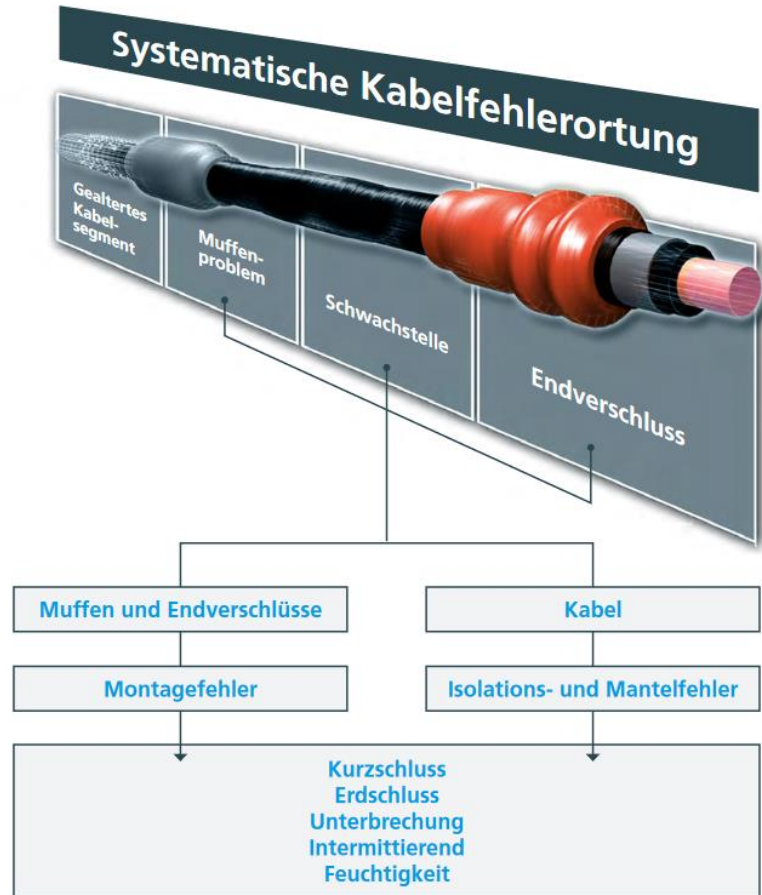 Systematische Kabelfehlerortung
Gealtertes
Kabel-
segment
Muffen-
problem
Schwachstelle
Endverschluss
Muffen und Endverschlüsse
Kabel
Montagefehler
Isolations- und Mantelfehler
Kurzschluss
Erdschluss
Unterbrechung
Intermittierend
Feuchtigkeit